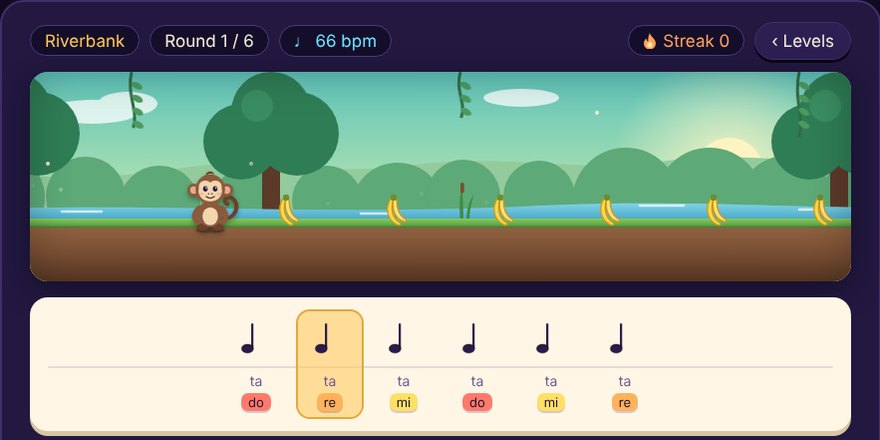 Riverbank Round 1 / 6 ♩ 66 bpm 🔥 Streak 0 ‹ Levels
ta ta ta ta ta ta
do re mi do mi re